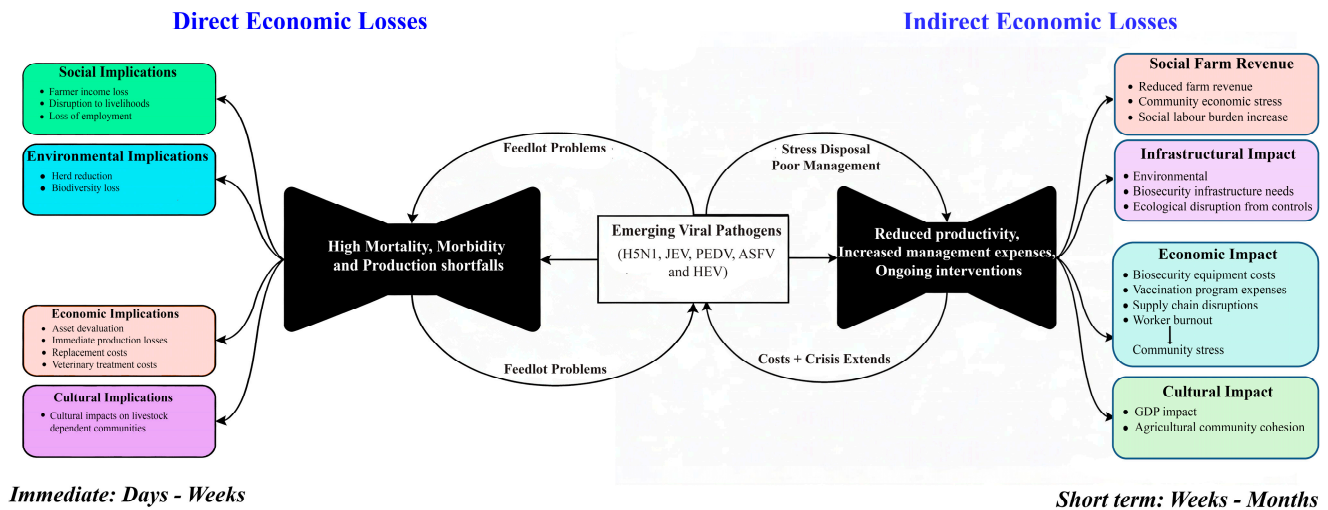 Direct Economic Losses
Indirect Economic Losses
Social Implications
• Farmer income loss
• Disruption to livelihoods
• Loss of employment
Environmental Implications
• Herd reduction
• Biodiversity loss
Economic Implications
• Asset devaluation
• Immediate production losses
• Replacement costs
• Veterinary treatment costs
Cultural Implications
• Cultural impacts on livestock
dependent communities
Immediate: Days - Weeks
High Mortality, Morbidity
and Production shortfalls
Feedlot Problems
Feedlot Problems
Emerging Viral Pathogens
(H5N1, JEV, PEDV, ASFV
and HEV)
Stress Disposal
Poor Management
Costs + Crisis Extends
Reduced productivity,
Increased management expenses,
Ongoing interventions
Social Farm Revenue
• Reduced farm revenue
• Community economic stress
• Social labour burden increase
Infrastructural Impact
• Environmental
• Biosecurity infrastructure needs
• Ecological disruption from controls
Economic Impact
• Biosecurity equipment costs
• Vaccination program expenses
• Supply chain disruptions
• Worker burnout
Community stress
Cultural Impact
• GDP impact
• Agricultural community cohesion
Short term: Weeks - Months